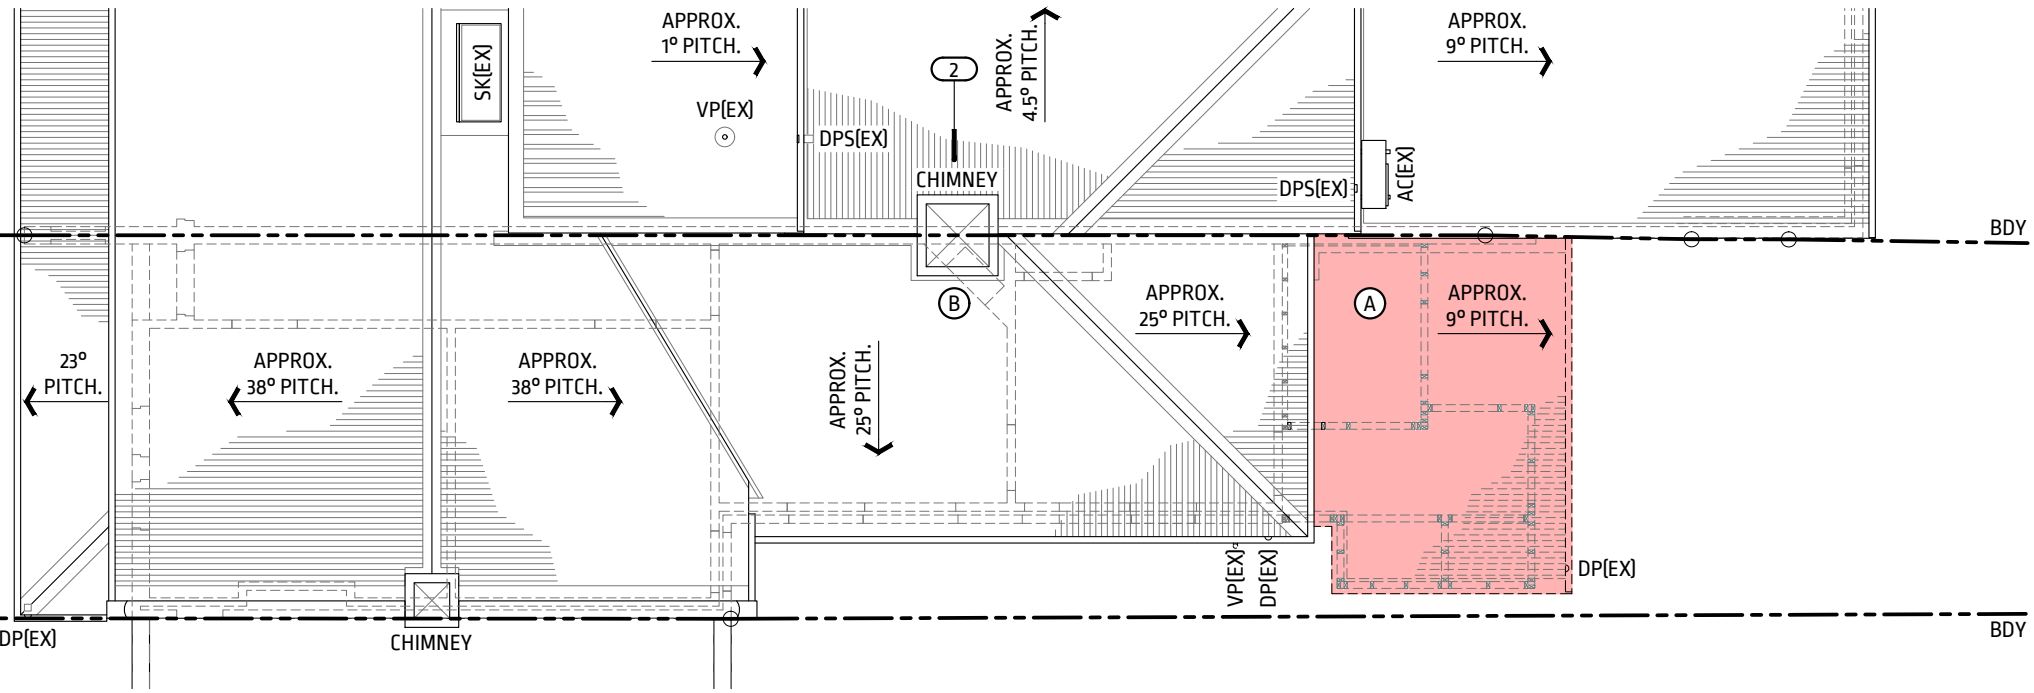 APPROX.
1° PITCH.
SK(EX)
VP(EX)
2
APPROX.
4.5° PITCH.
APPROX.
9° PITCH.
DPS(EX)
CHIMNEY
DPS(EX)
AC(EX)
BDY
B
APPROX.
25° PITCH.
A
APPROX.
9° PITCH.
23°
PITCH.
APPROX.
38° PITCH.
APPROX.
38° PITCH.
APPROX.
25° PITCH.
VP(EX)
DP(EX)
DP(EX)
DP(EX)
CHIMNEY
BDY